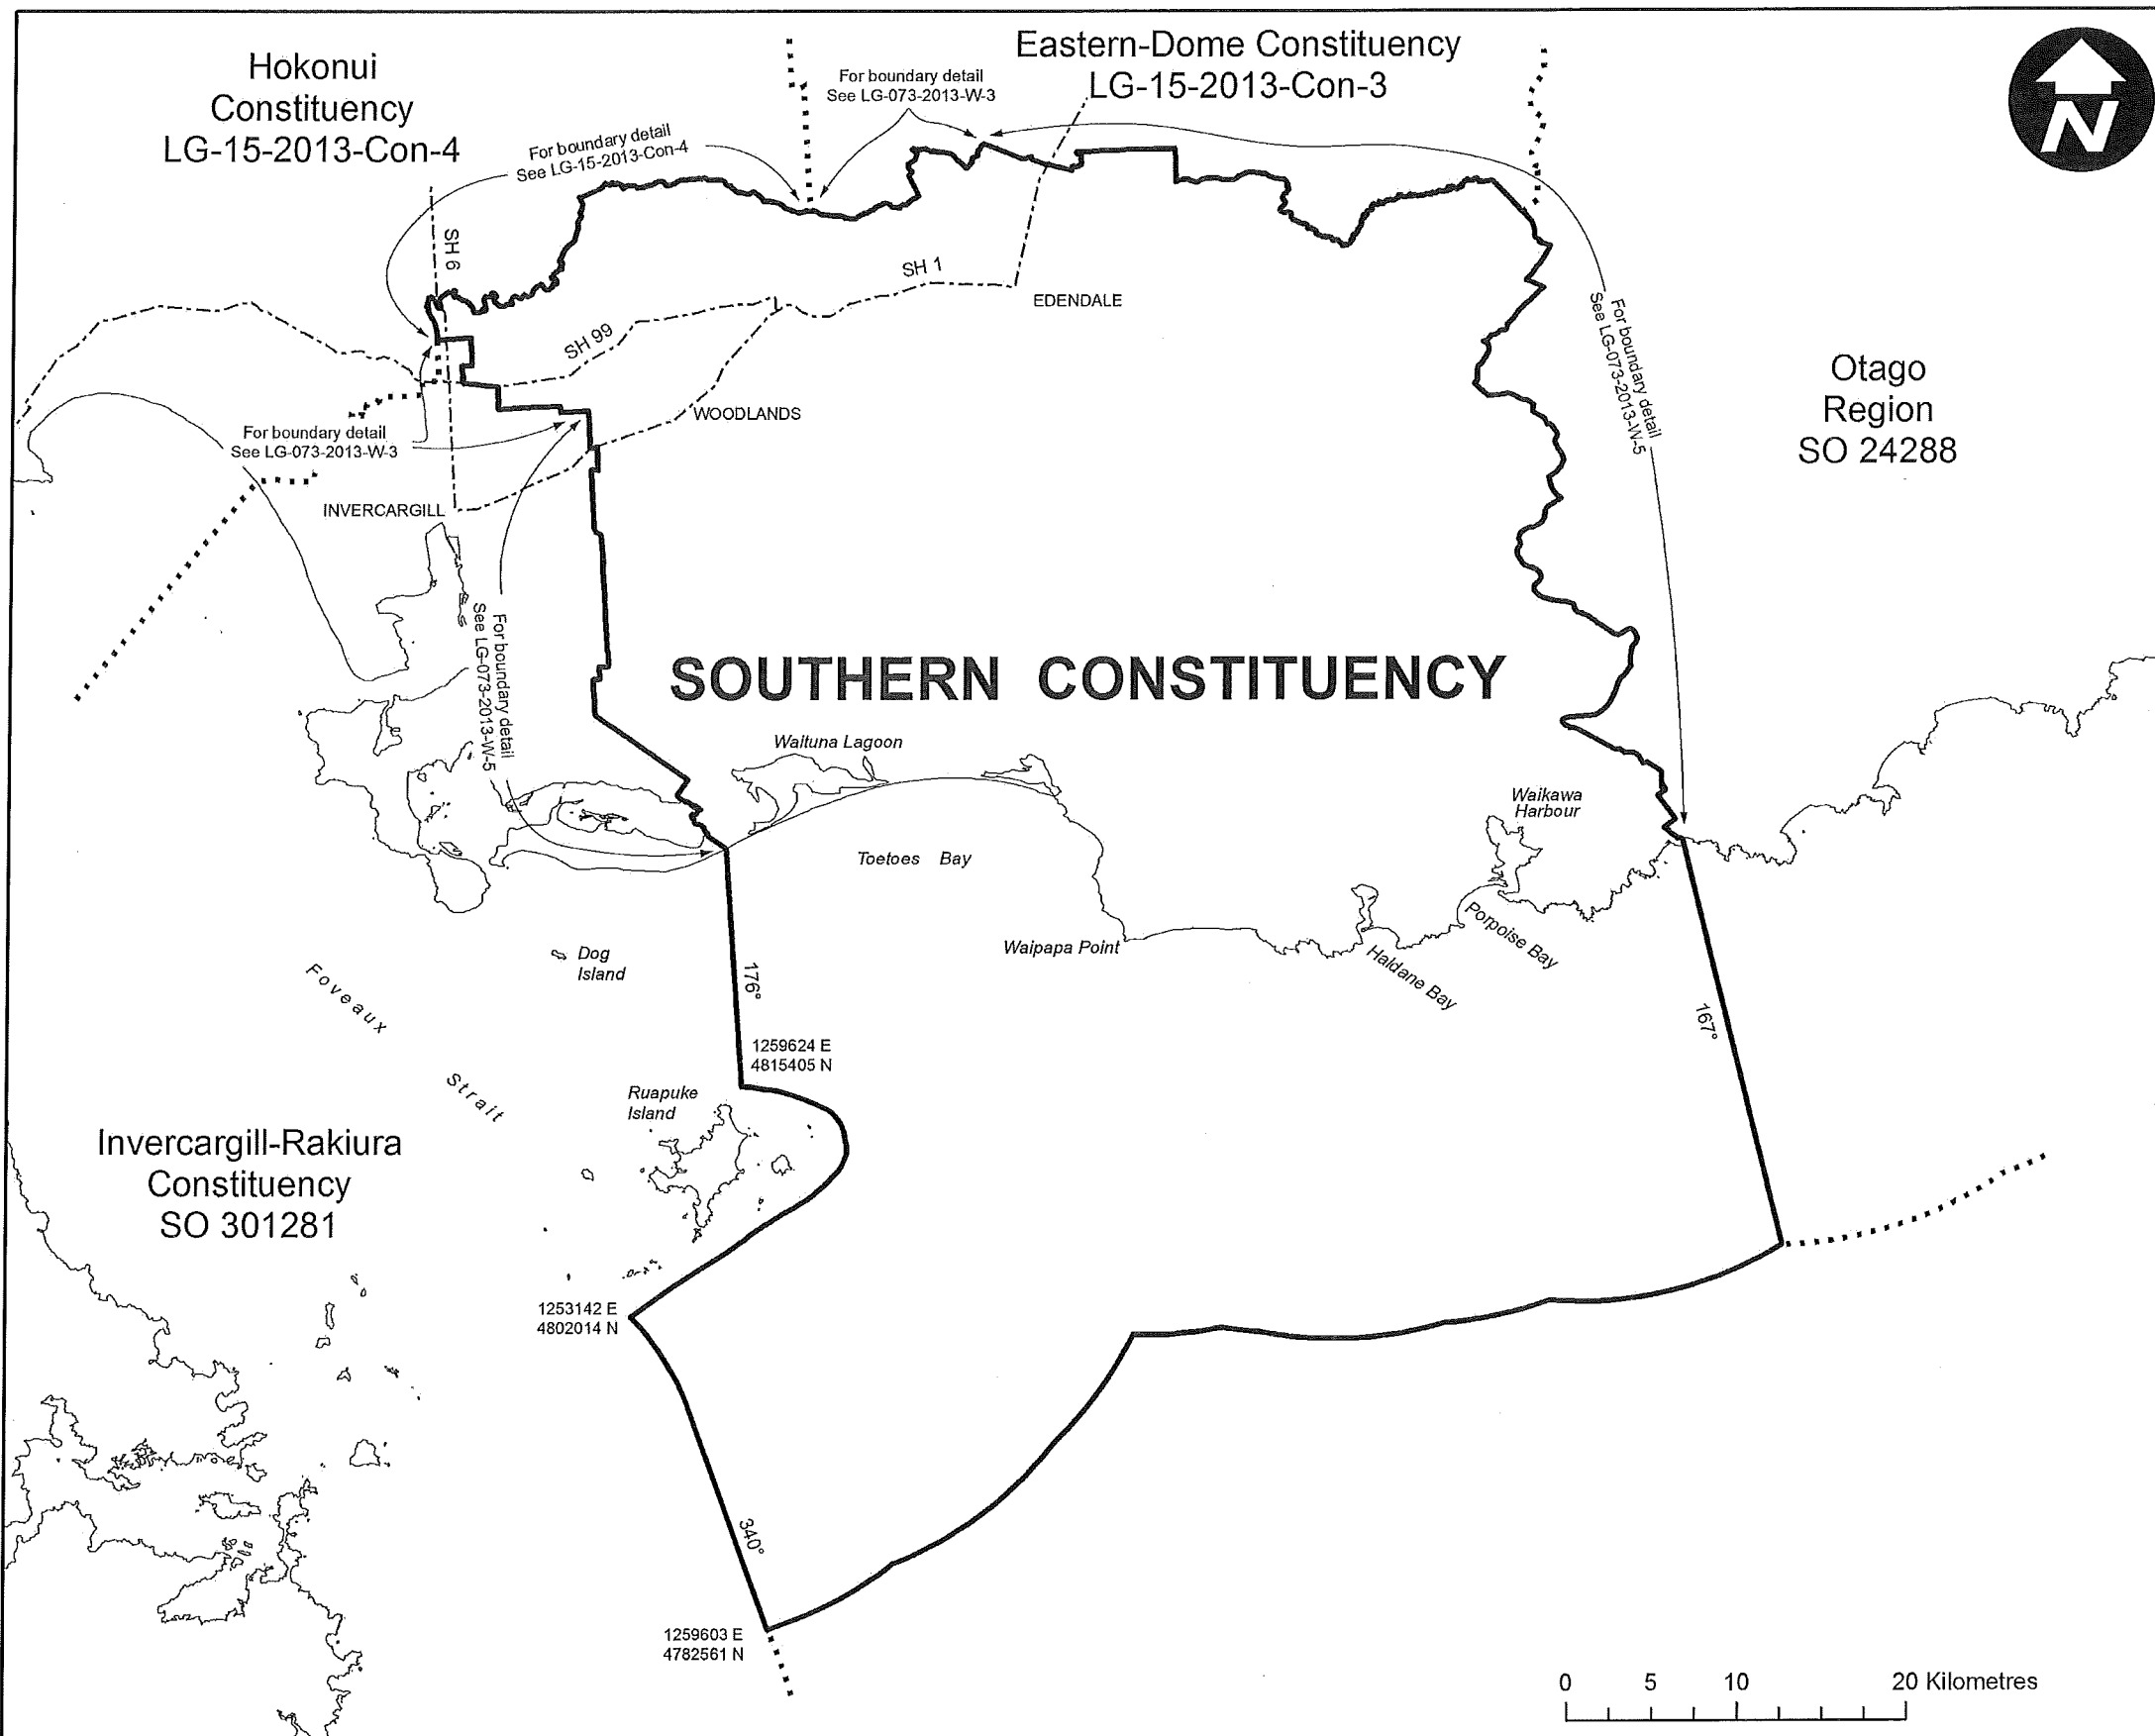 Hokonui
Constituency
LG-15-2013-Con-4
Eastern-Dome Constituency
LG-15-2013-Con-3
For boundary detail
See LG-073-2013-W-3
For boundary detail
See LG-15-2013-Con-4
N
SH 6
SH 1
EDENDALE
SH 99
WOODLANDS
For boundary detail
See LG-073-2013-W-3
INVERCARGILL
For boundary detail
See LG-073-2013-W-5
Otago
Region
SO 24288
For boundary detail
See LG-073-2013-W-5
SOUTHERN CONSTITUENCY
Waituna Lagoon
Waikawa
Harbour
Toetoes Bay
Waipapa Point
Haldane Bay
Porpoise Bay
Dog
Island
Foveaux
Strait
176°
167°
1259624 E
4815405 N
Ruapuke
Island
Invercargill-Rakiura
Constituency
SO 301281
1253142 E
4802014 N
340°
1259603 E
4782561 N
0 5 10 20 Kilometres